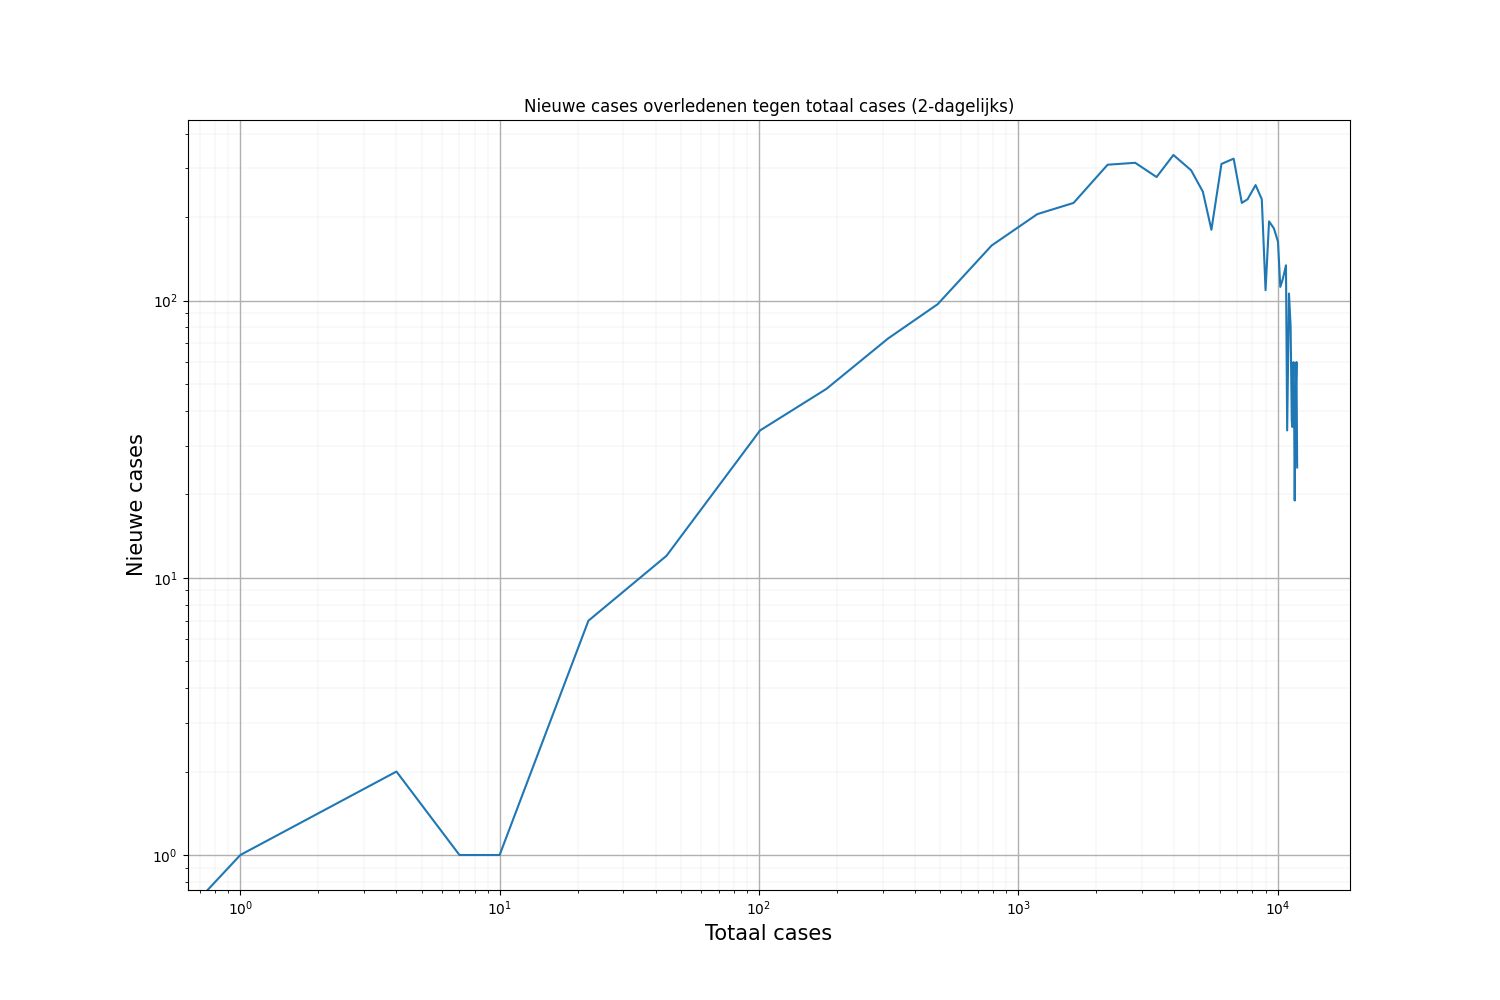 Nieuwe cases overledenen tegen totaal cases (2-dagelijks)
Nieuwe cases
10²
10¹
10⁰
10⁰ 10¹ 10² 10³ 10⁴
Totaal cases